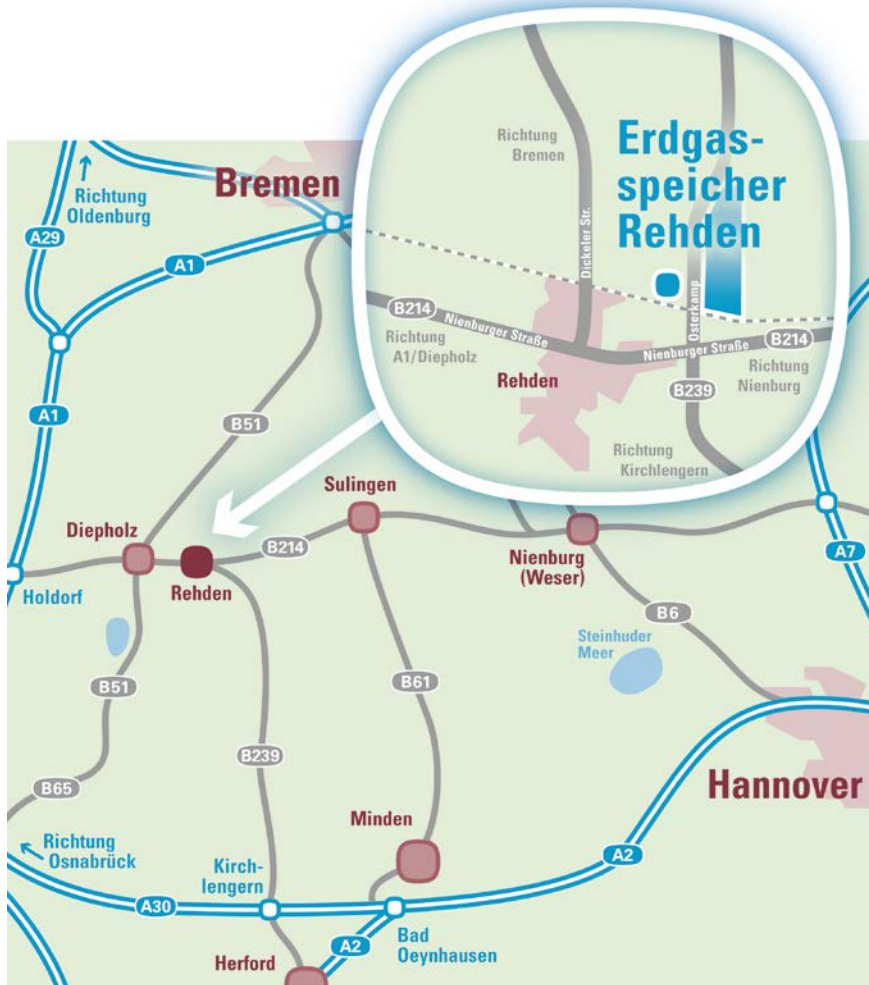 Richtung
Bremen
Erdgas-
speicher
Rehden
Dickeler Str.
Osterkamp
B214
Nienburger Straße
Nienburger Straße
B214
Richtung
A1/Diepholz
Rehden
B239
Richtung
Nienburg
Richtung
Kirchlengern
Richtung
Oldenburg
Bremen
A29
A1
A1
B51
Sulingen
Diepholz
B214
Nienburg
(Weser)
A7
Holdorf
Rehden
B6
Steinhuder
Meer
B51
B61
B239
B65
Hannover
Minden
Richtung
Osnabrück
Kirch-
lengern
A2
A30
A2
Bad
Oeynhausen
Herford